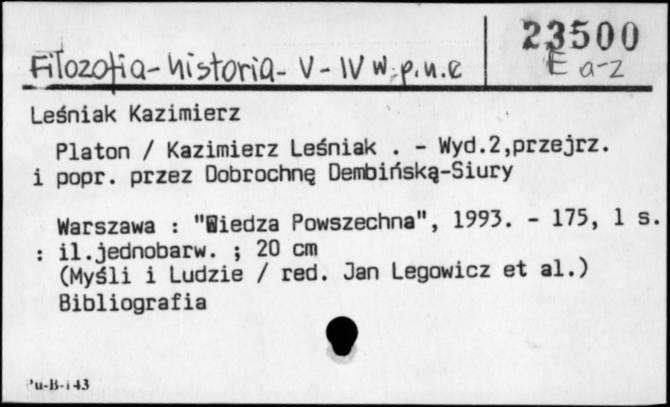 23500
Filozofia-historia- V-IV w.p.n.e
E a-z
Leśniak Kazimierz
Platon / Kazimierz Leśniak . - Wyd.2,przejrz.
i popr. przez Dobrochnę Dembińską-Siury
Warszawa : "Wiedza Powszechna", 1993. - 175, 1 s.
: il.jednobarw. ; 20 cm
(Myśli i Ludzie / red. Jan Legowicz et al.)
Bibliografia
Pu-B-143